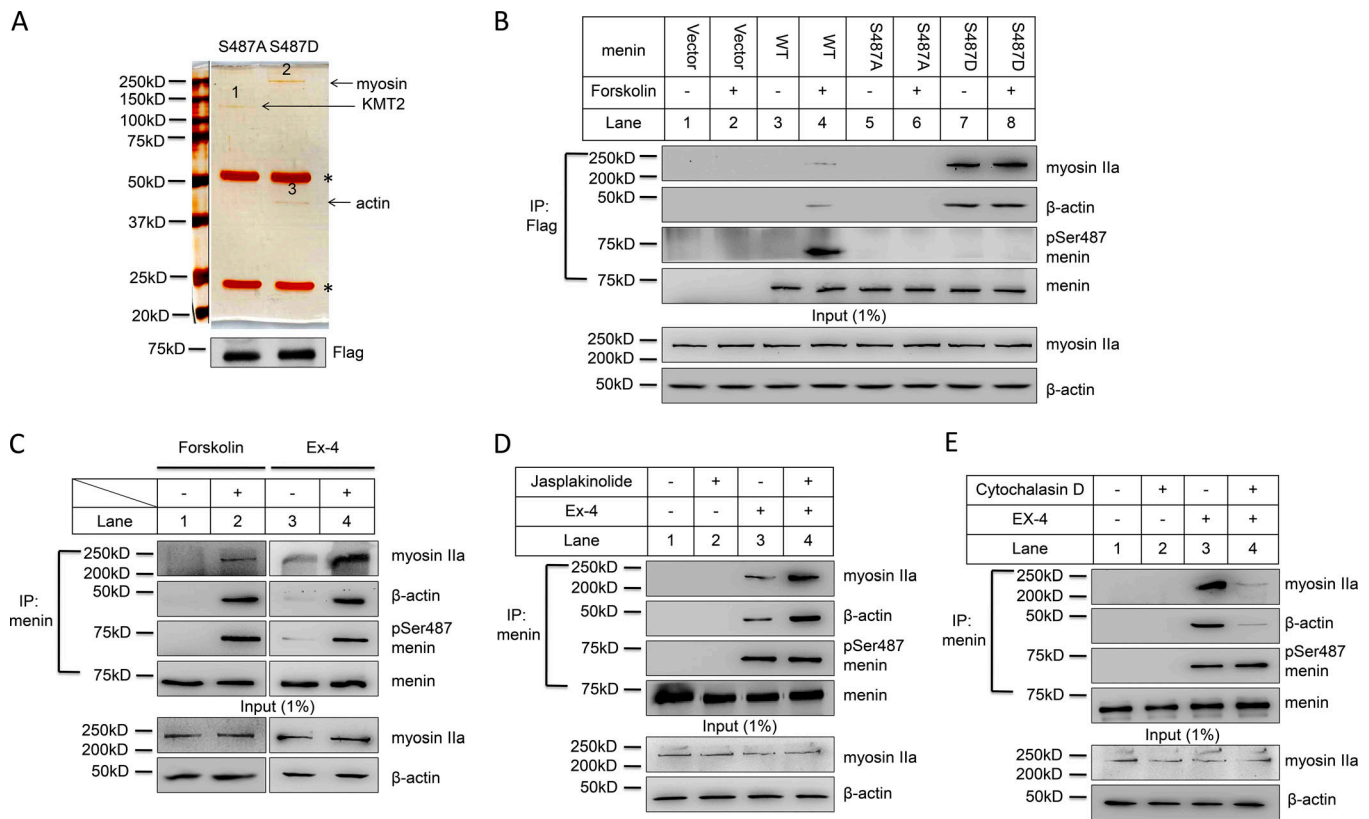 A
S487A S487D
250kD
150kD
100kD
75kD
50kD
37kD
25kD
20kD
1
2
3
myosin
KMT2
*
actin
*
75kD
Flag
B
menin Vector Vector WT WT S487A S487A S487D S487D
Forskolin - + - + - + - +
Lane 1 2 3 4 5 6 7 8
IP:
Flag
250kD
200kD
myosin IIa
50kD
β-actin
75kD
pSer487
menin
75kD
menin
Input (1%)
250kD
200kD
myosin IIa
50kD
β-actin
C
Forskolin Ex-4
- + - +
Lane 1 2 3 4
IP:
menin
250kD
200kD
myosin IIa
50kD
β-actin
75kD
pSer487
menin
75kD
menin
Input (1%)
250kD
200kD
myosin IIa
50kD
β-actin
D
Jasplakinolide - + - +
Ex-4 - - + +
Lane 1 2 3 4
IP:
menin
250kD
200kD
myosin IIa
50kD
β-actin
75kD
pSer487
menin
75kD
menin
Input (1%)
250kD
200kD
myosin IIa
50kD
β-actin
E
Cytochalasin D - + - +
EX-4 - - + +
Lane 1 2 3 4
IP:
menin
250kD
200kD
myosin IIa
50kD
β-actin
75kD
pSer487
menin
75kD
menin
Input (1%)
250kD
200kD
myosin IIa
50kD
β-actin